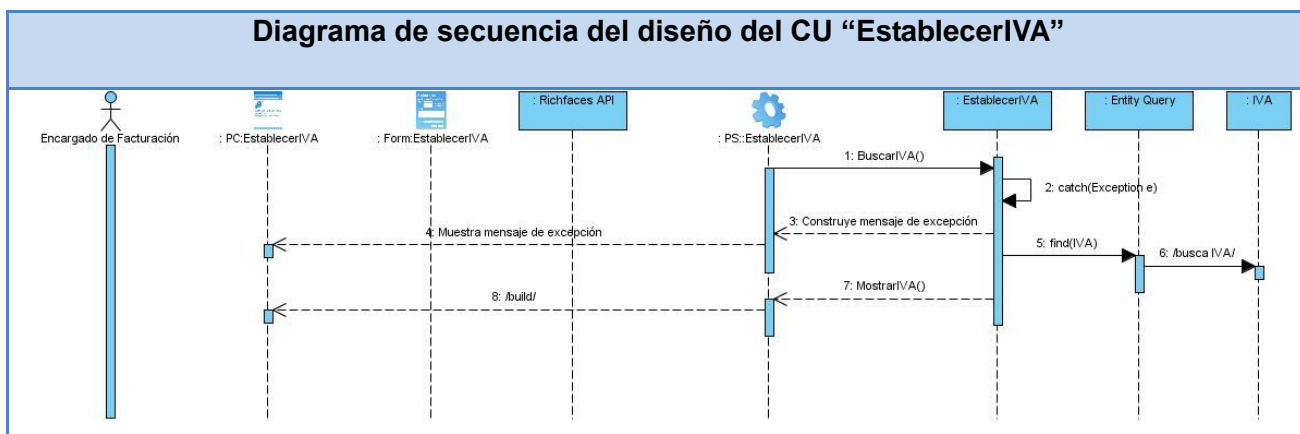 Diagrama de secuencia del diseño del CU “EstablecerIVA”
Encargado de Facturación
: PC:EstablecerIVA
: Form:EstablecerIVA
: Richfaces API
: PS::EstablecerIVA
: EstablecerIVA
: Entity Query
: IVA
1: BuscarIVA()
2: catch(Exception e)
3: Construye mensaje de excepción
4: Muestra mensaje de excepción
5: find(IVA)
6: /busca IVA/
7: MostrarIVA()
8: /build/